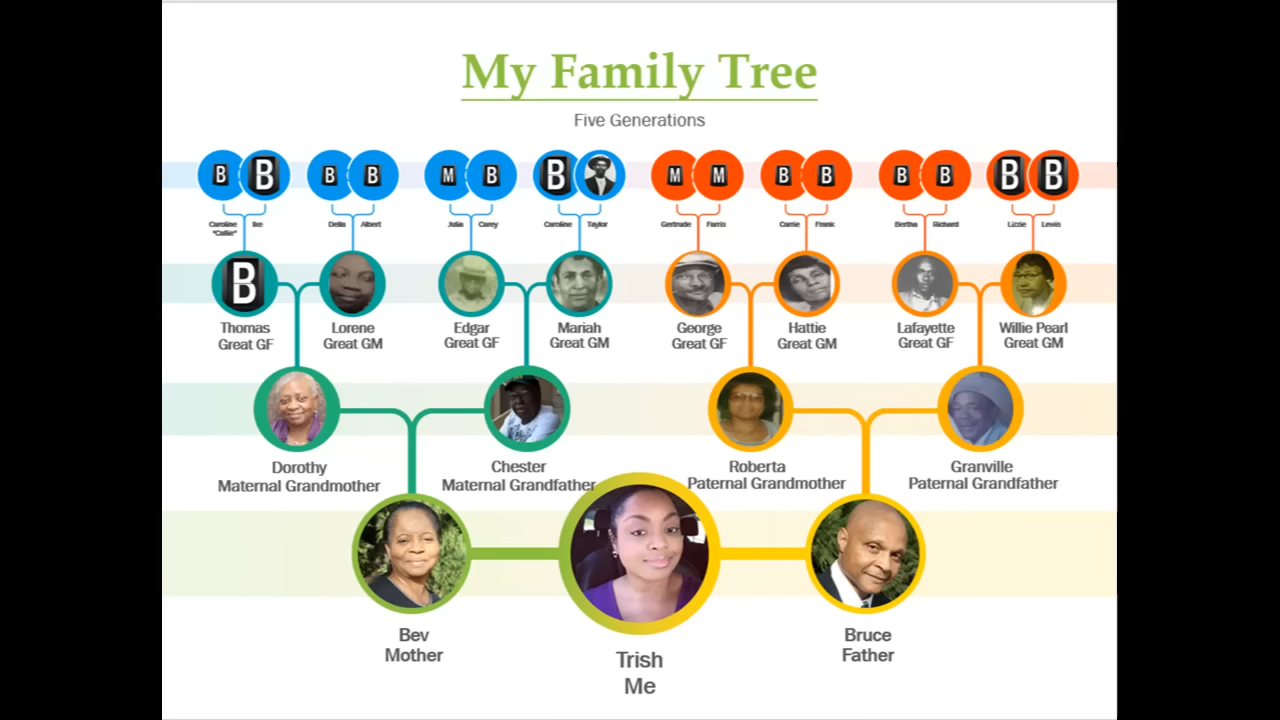 My Family Tree
Five Generations
B B B B M B B M M B B B B B B
Caroline Ike Della Albert Julia Carey Caroline Taylor Gertrude Farris Carrie Frank Bertha Richard Lizzie Lewis
"Callie"
B
Thomas Lorene Edgar Mariah George Hattie Lafayette Willie Pearl
Great GF Great GM Great GF Great GM Great GF Great GM Great GF Great GM
Dorothy Chester Roberta Granville
Maternal Grandmother Maternal Grandfather Paternal Grandmother Paternal Grandfather
Bev Bruce
Mother Father
Trish
Me